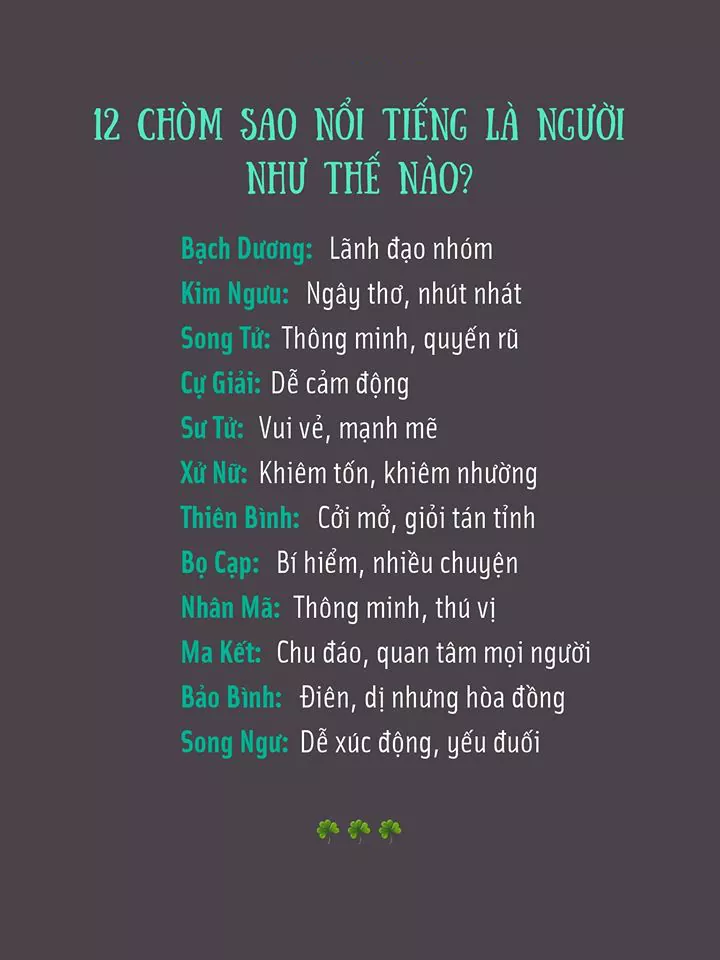 12 CHÒM SAO NỔI TIẾNG LÀ NGƯỜI
NHƯ THẾ NÀO?
Bạch Dương: Lãnh đạo nhóm
Kim Ngưu: Ngây thơ, nhút nhát
Song Tử: Thông minh, quyến rũ
Cự Giải: Dễ cảm động
Sư Tử: Vui vẻ, mạnh mẽ
Xử Nữ: Khiêm tốn, khiêm nhường
Thiên Bình: Cởi mở, giỏi tán tỉnh
Bọ Cạp: Bí hiểm, nhiều chuyện
Nhân Mã: Thông minh, thú vị
Ma Kết: Chu đáo, quan tâm mọi người
Bảo Bình: Điên, dị nhưng hòa đồng
Song Ngư: Dễ xúc động, yếu đuối